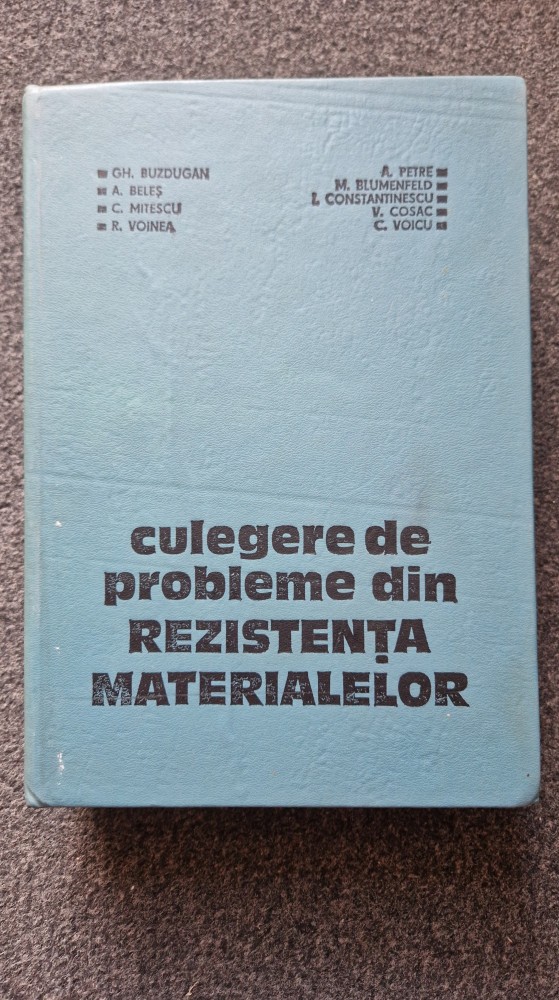 GH. BUZDUGAN
A. BELEȘ
C. MITESCU
R. VOINEA
A. PETRE
M. BLUMENFELD
I. CONSTANTINESCU
V. COSAC
C. VOICU
culegere de
probleme din
REZISTENȚA
MATERIALELOR